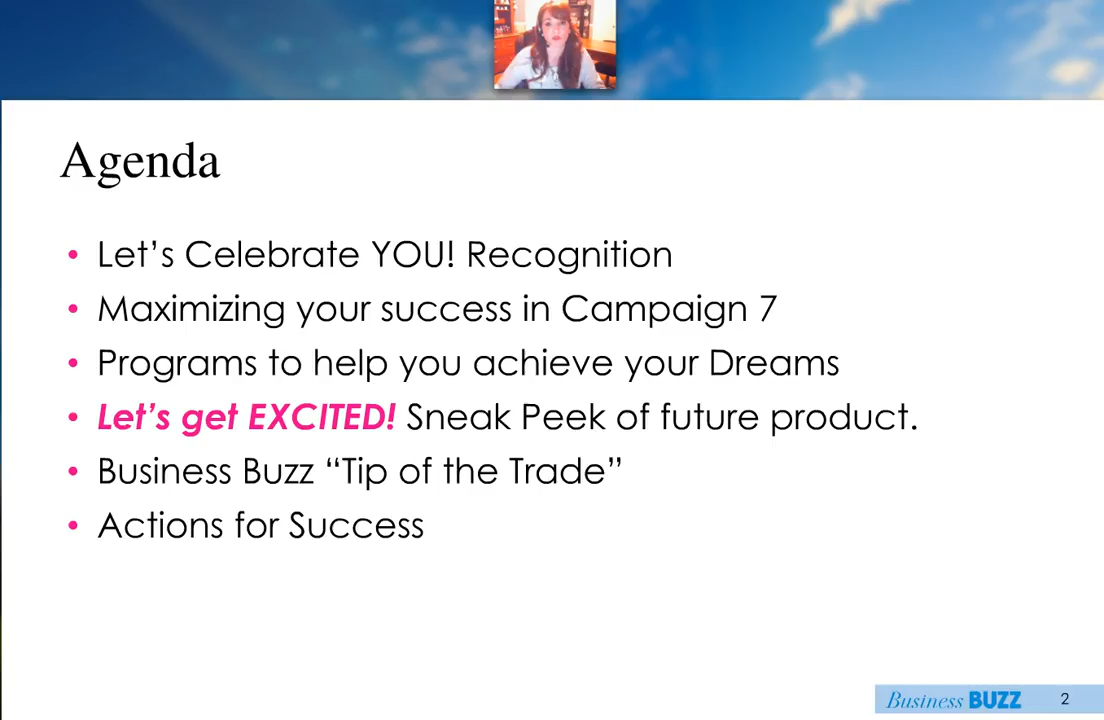 Agenda
• Let’s Celebrate YOU! Recognition
• Maximizing your success in Campaign 7
• Programs to help you achieve your Dreams
• Let’s get EXCITED! Sneak Peek of future product.
• Business Buzz “Tip of the Trade”
• Actions for Success
Business BUZZ 2